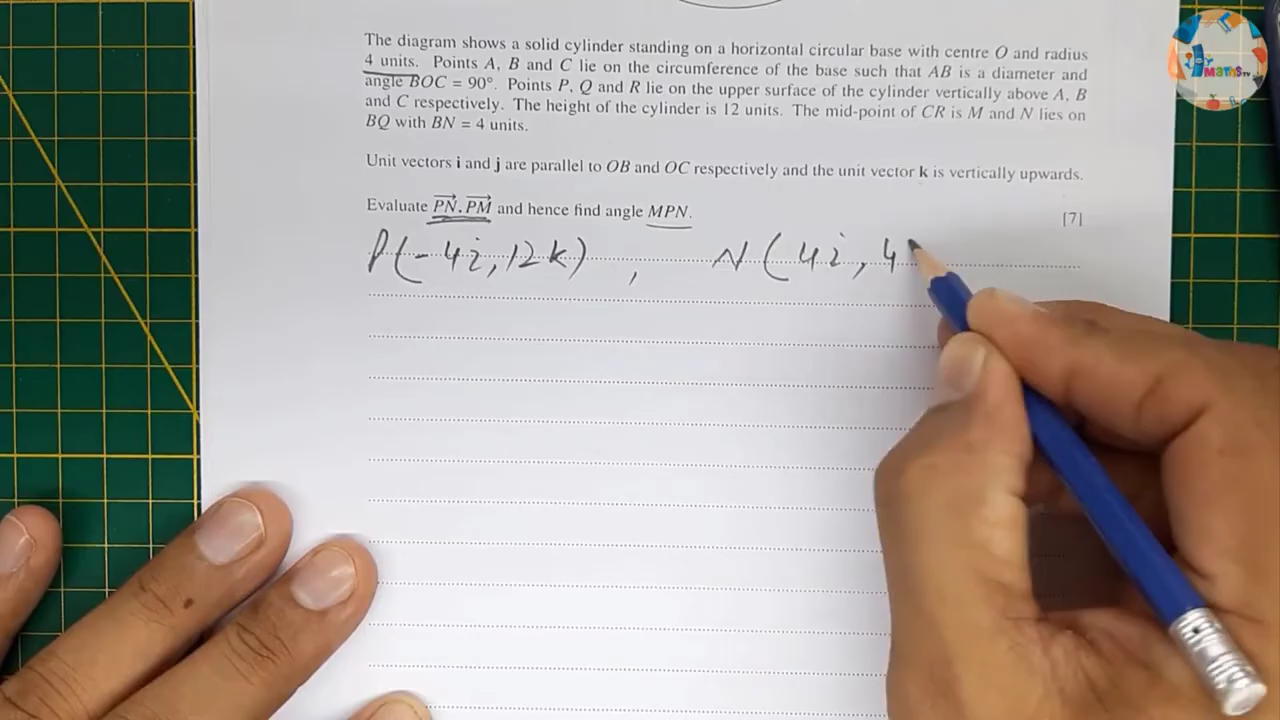 The diagram shows a solid cylinder standing on a horizontal circular base with centre O and radius
4 units. Points A, B and C lie on the circumference of the base such that AB is a diameter and
angle BOC = 90°. Points P, Q and R lie on the upper surface of the cylinder vertically above A, B
and C respectively. The height of the cylinder is 12 units. The mid-point of CR is M and N lies on
BQ with BN = 4 units.
Unit vectors i and j are parallel to OB and OC respectively and the unit vector k is vertically upwards.
Evaluate PN⃗.PM⃗ and hence find angle MPN.
[7]
P(-4i, 12k) , N(4i, 4
MATHS TV